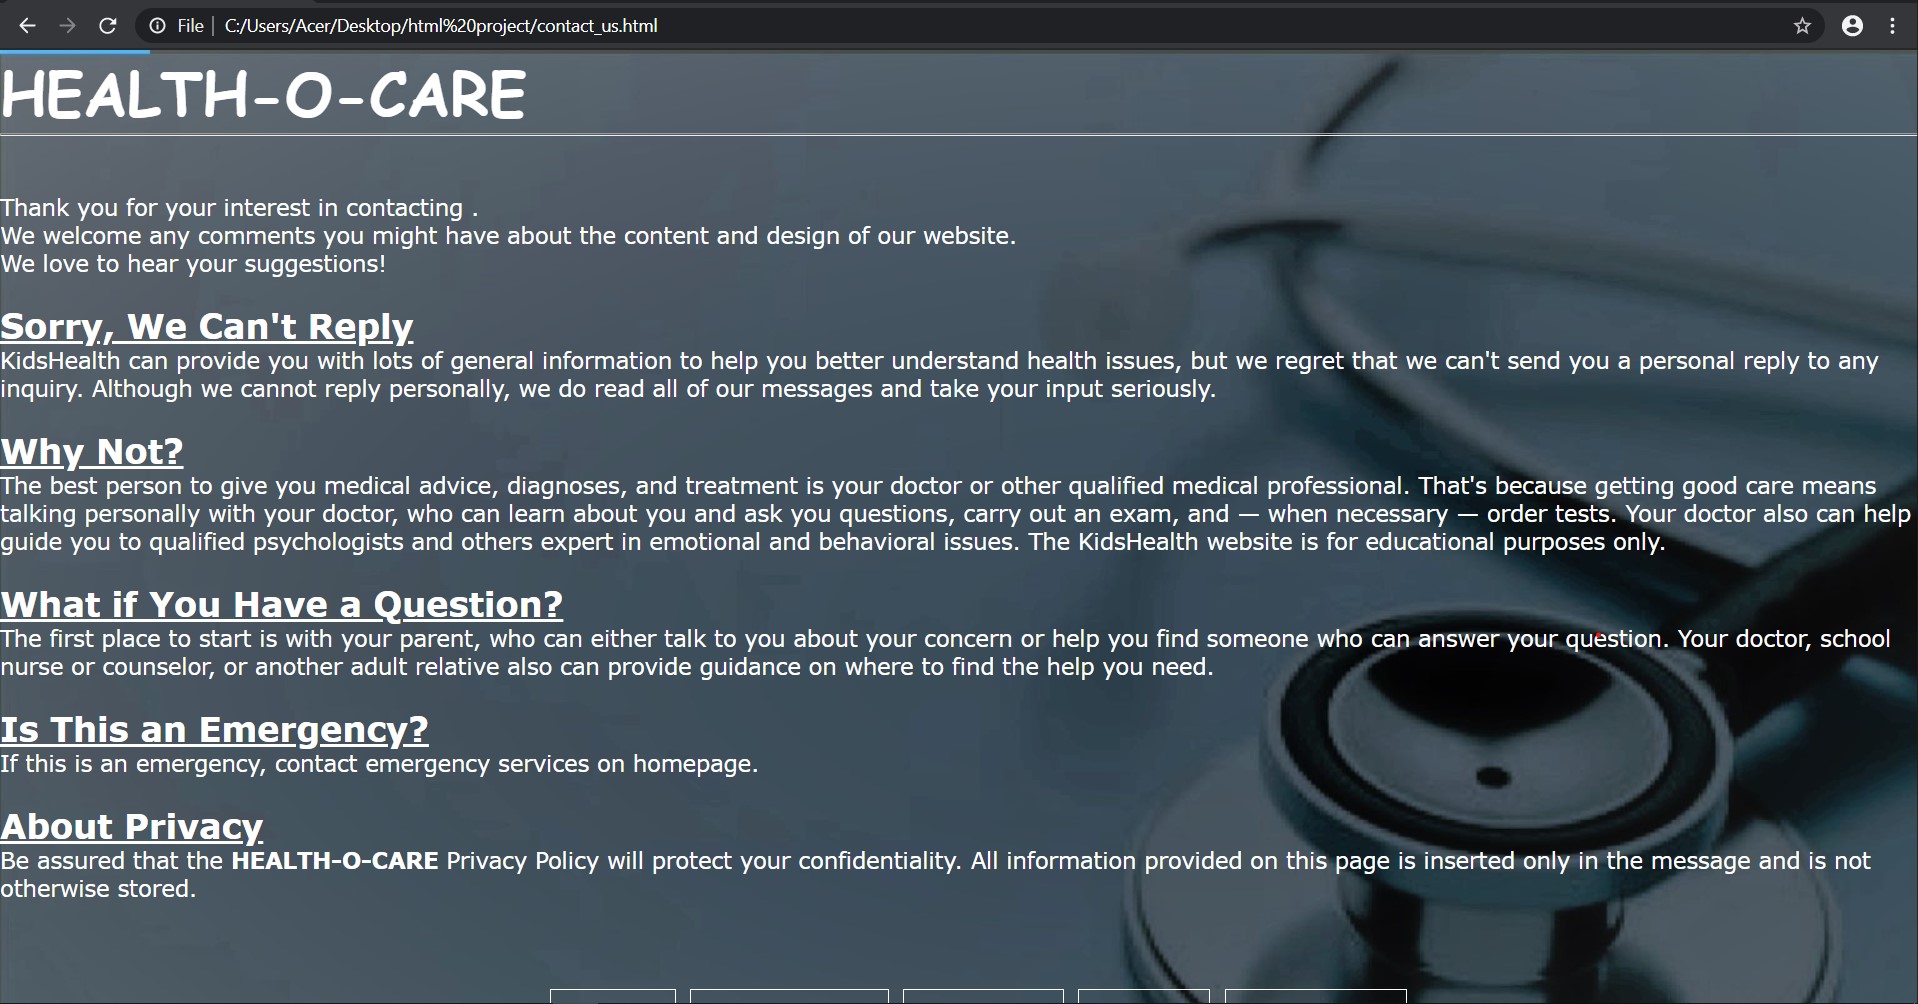 File | C:/Users/Acer/Desktop/html%20project/contact_us.html
HEALTH-O-CARE
Thank you for your interest in contacting .
We welcome any comments you might have about the content and design of our website.
We love to hear your suggestions!
Sorry, We Can't Reply
KidsHealth can provide you with lots of general information to help you better understand health issues, but we regret that we can't send you a personal reply to any
inquiry. Although we cannot reply personally, we do read all of our messages and take your input seriously.
Why Not?
The best person to give you medical advice, diagnoses, and treatment is your doctor or other qualified medical professional. That's because getting good care means
talking personally with your doctor, who can learn about you and ask you questions, carry out an exam, and — when necessary — order tests. Your doctor also can help
guide you to qualified psychologists and others expert in emotional and behavioral issues. The KidsHealth website is for educational purposes only.
What if You Have a Question?
The first place to start is with your parent, who can either talk to you about your concern or help you find someone who can answer your question. Your doctor, school
nurse or counselor, or another adult relative also can provide guidance on where to find the help you need.
Is This an Emergency?
If this is an emergency, contact emergency services on homepage.
About Privacy
Be assured that the HEALTH-O-CARE Privacy Policy will protect your confidentiality. All information provided on this page is inserted only in the message and is not
otherwise stored.